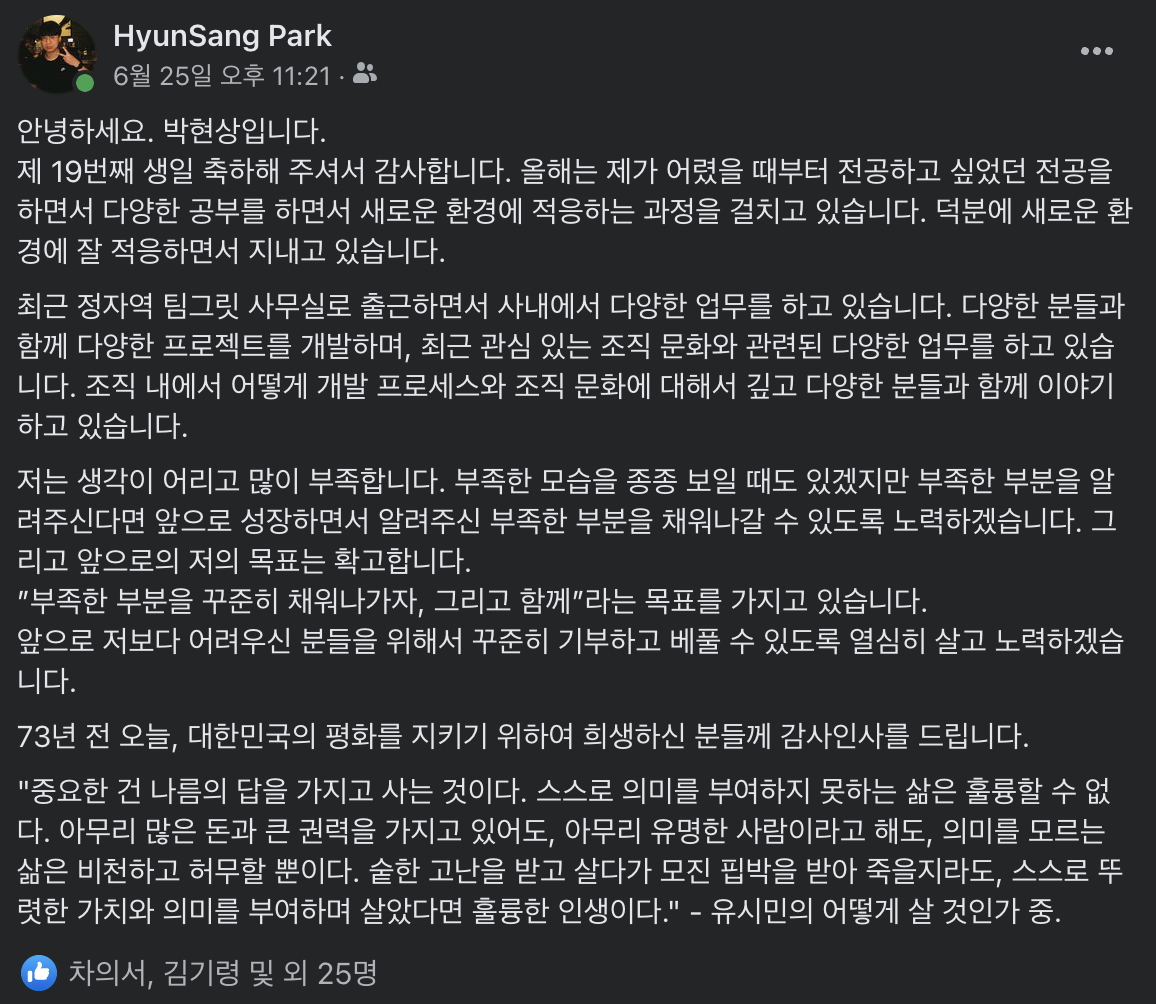 HyunSang Park
6월 25일 오후 11:21 ·
안녕하세요. 박현상입니다.
제 19번째 생일 축하해 주셔서 감사합니다. 올해는 제가 어렸을 때부터 전공하고 싶었던 전공을
하면서 다양한 공부를 하면서 새로운 환경에 적응하는 과정을 걸치고 있습니다. 덕분에 새로운 환
경에 잘 적응하면서 지내고 있습니다.
최근 정자역 팀그릿 사무실로 출근하면서 사내에서 다양한 업무를 하고 있습니다. 다양한 분들과
함께 다양한 프로젝트를 개발하며, 최근 관심 있는 조직 문화와 관련된 다양한 업무를 하고 있습
니다. 조직 내에서 어떻게 개발 프로세스와 조직 문화에 대해서 깊고 다양한 분들과 함께 이야기
하고 있습니다.
저는 생각이 어리고 많이 부족합니다. 부족한 모습을 종종 보일 때도 있겠지만 부족한 부분을 알
려주신다면 앞으로 성장하면서 알려주신 부족한 부분을 채워나갈 수 있도록 노력하겠습니다. 그
리고 앞으로의 저의 목표는 확고합니다.
”부족한 부분을 꾸준히 채워나가자, 그리고 함께”라는 목표를 가지고 있습니다.
앞으로 저보다 어려우신 분들을 위해서 꾸준히 기부하고 베풀 수 있도록 열심히 살고 노력하겠습
니다.
73년 전 오늘, 대한민국의 평화를 지키기 위하여 희생하신 분들께 감사인사를 드립니다.
"중요한 건 나름의 답을 가지고 사는 것이다. 스스로 의미를 부여하지 못하는 삶은 훌륭할 수 없
다. 아무리 많은 돈과 큰 권력을 가지고 있어도, 아무리 유명한 사람이라고 해도, 의미를 모르는
삶은 비천하고 허무할 뿐이다. 숱한 고난을 받고 살다가 모진 핍박을 받아 죽을지라도, 스스로 뚜
렷한 가치와 의미를 부여하며 살았다면 훌륭한 인생이다." - 유시민의 어떻게 살 것인가 중.
차의서, 김기령 및 외 25명